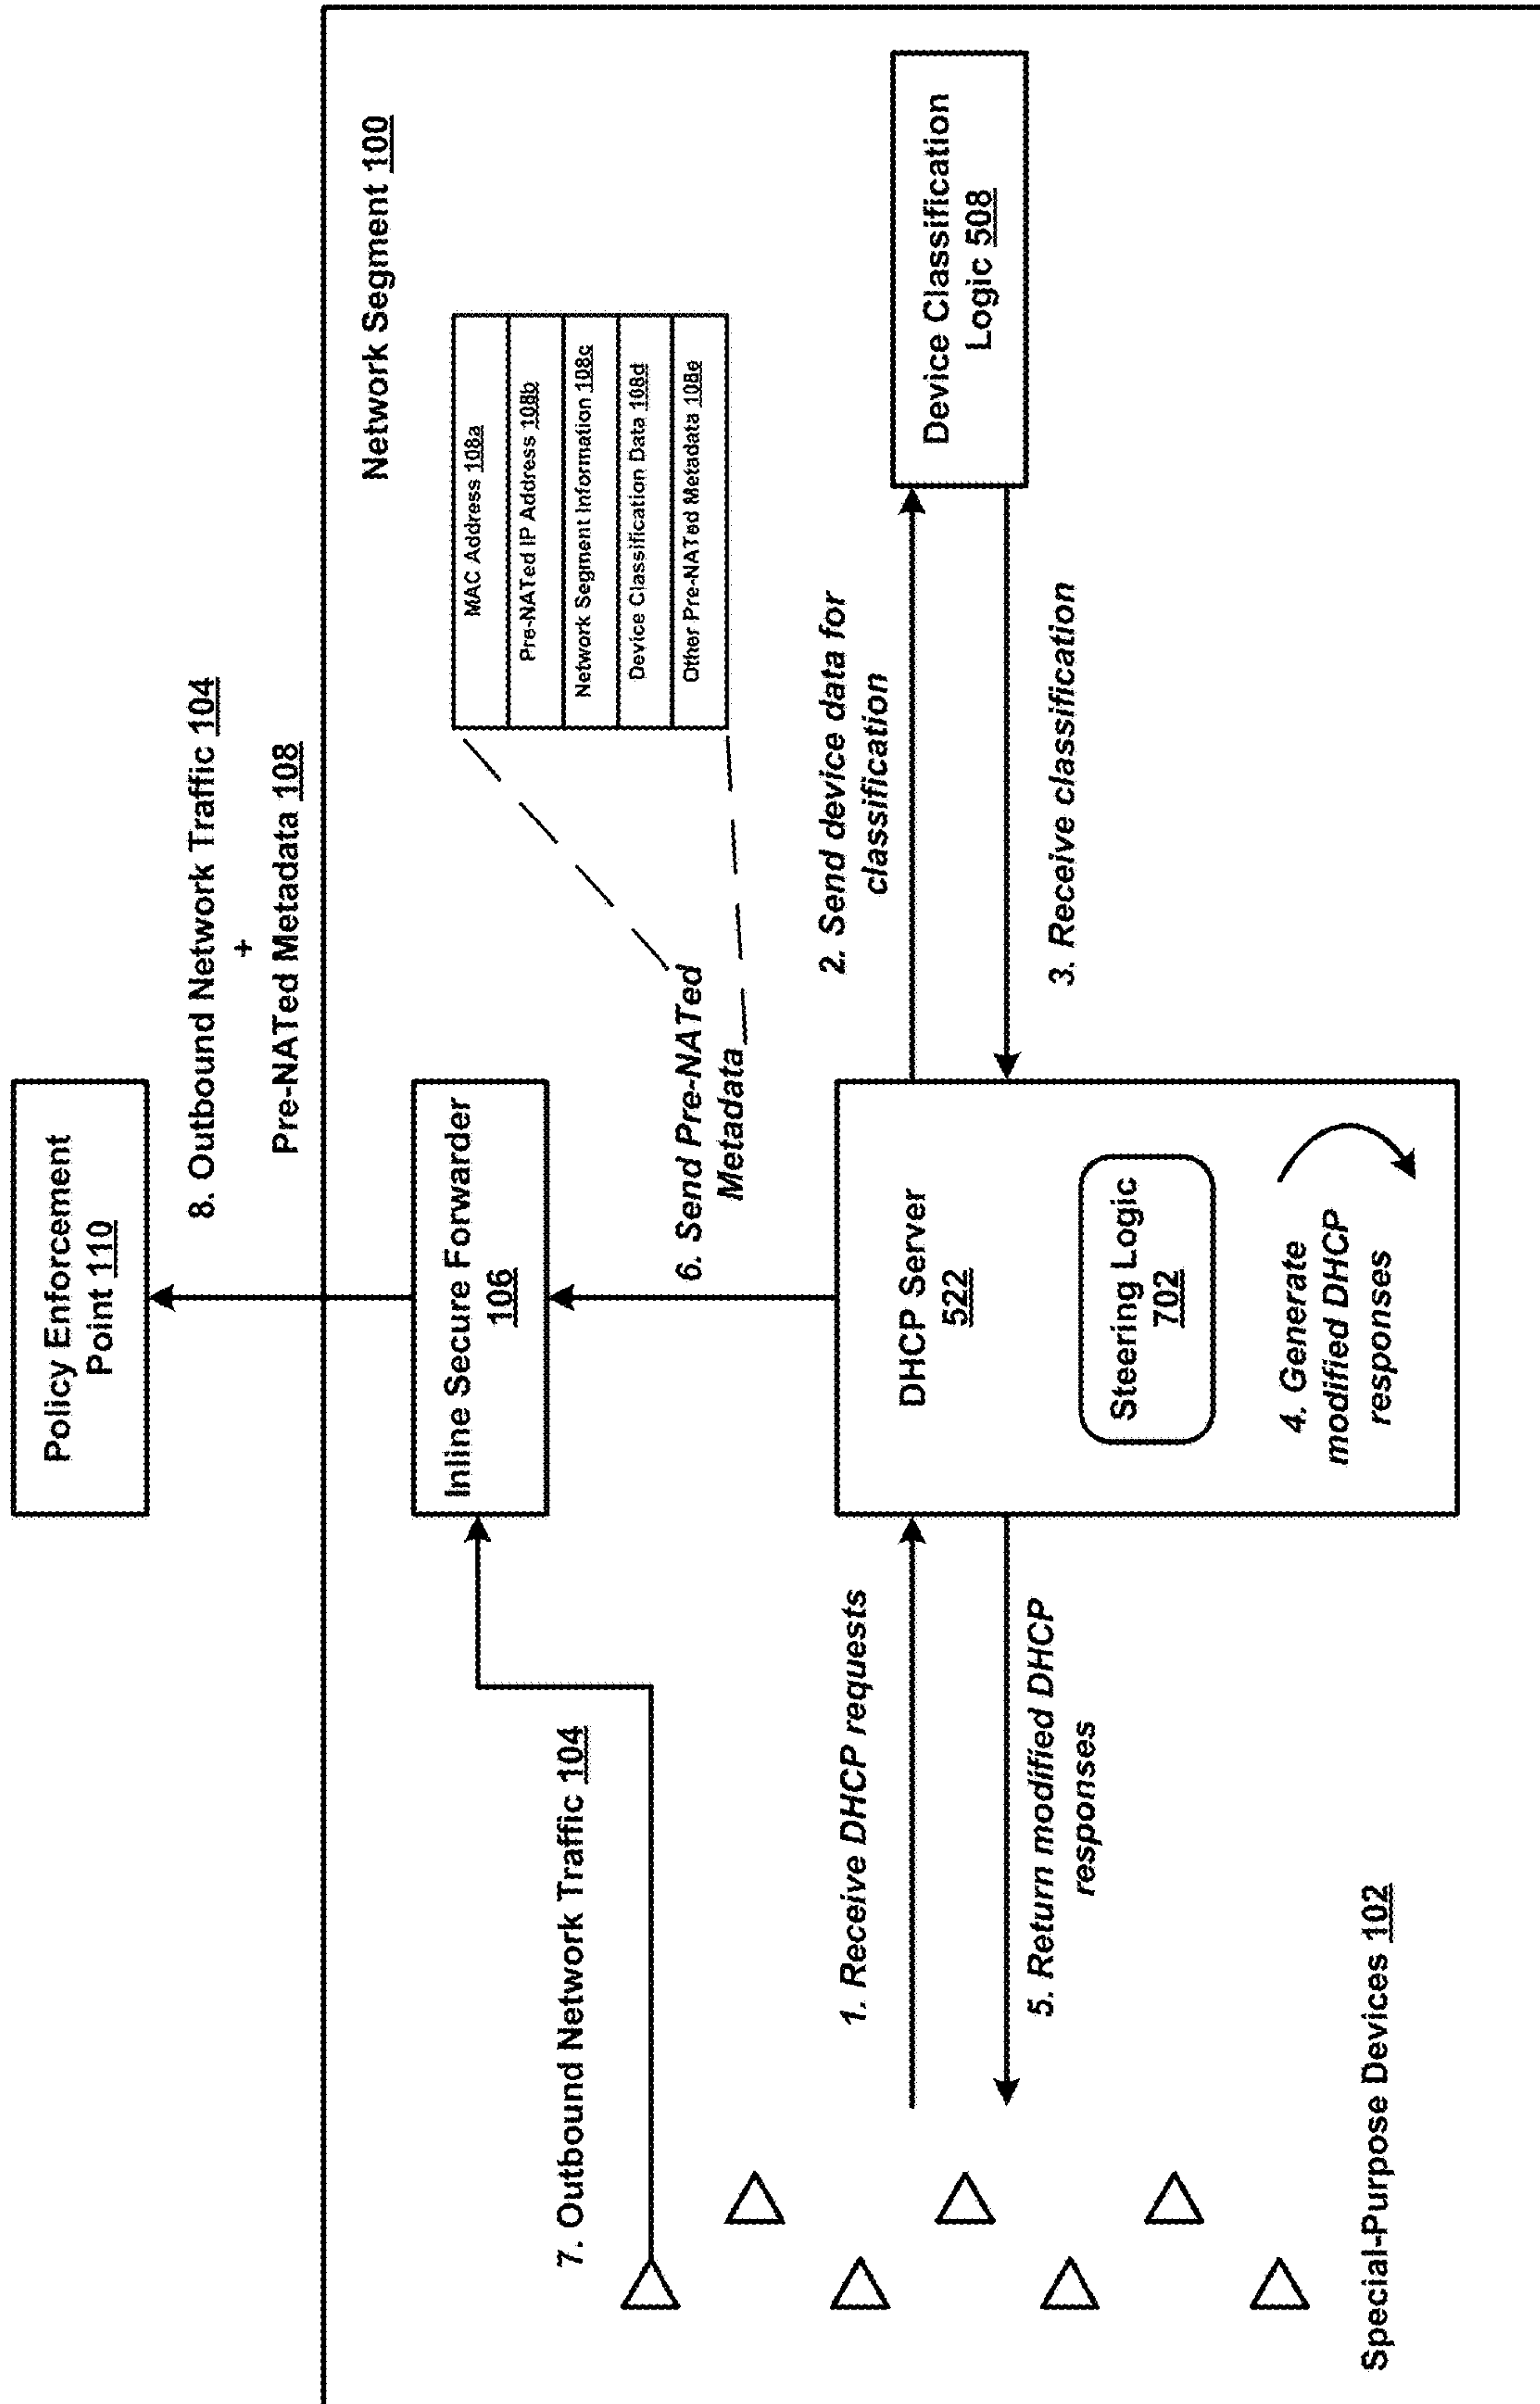 Policy Enforcement
Point 110
8. Outbound Network Traffic 104
+
Pre-NATed Metadata 108
Network Segment 100
Inline Secure Forwarder
106
MAC Address 108a
Pre-NATed IP Address 108b
Network Segment Information 108c
Device Classification Data 108d
Other Pre-NATed Metadata 108e
7. Outbound Network Traffic 104
6. Send Pre-NATed
Metadata
1. Receive DHCP requests
5. Return modified DHCP
responses
DHCP Server
522
Steering Logic
702
4. Generate
modified DHCP
responses
2. Send device data for
classification
3. Receive classification
Device Classification
Logic 508
Special-Purpose Devices 102